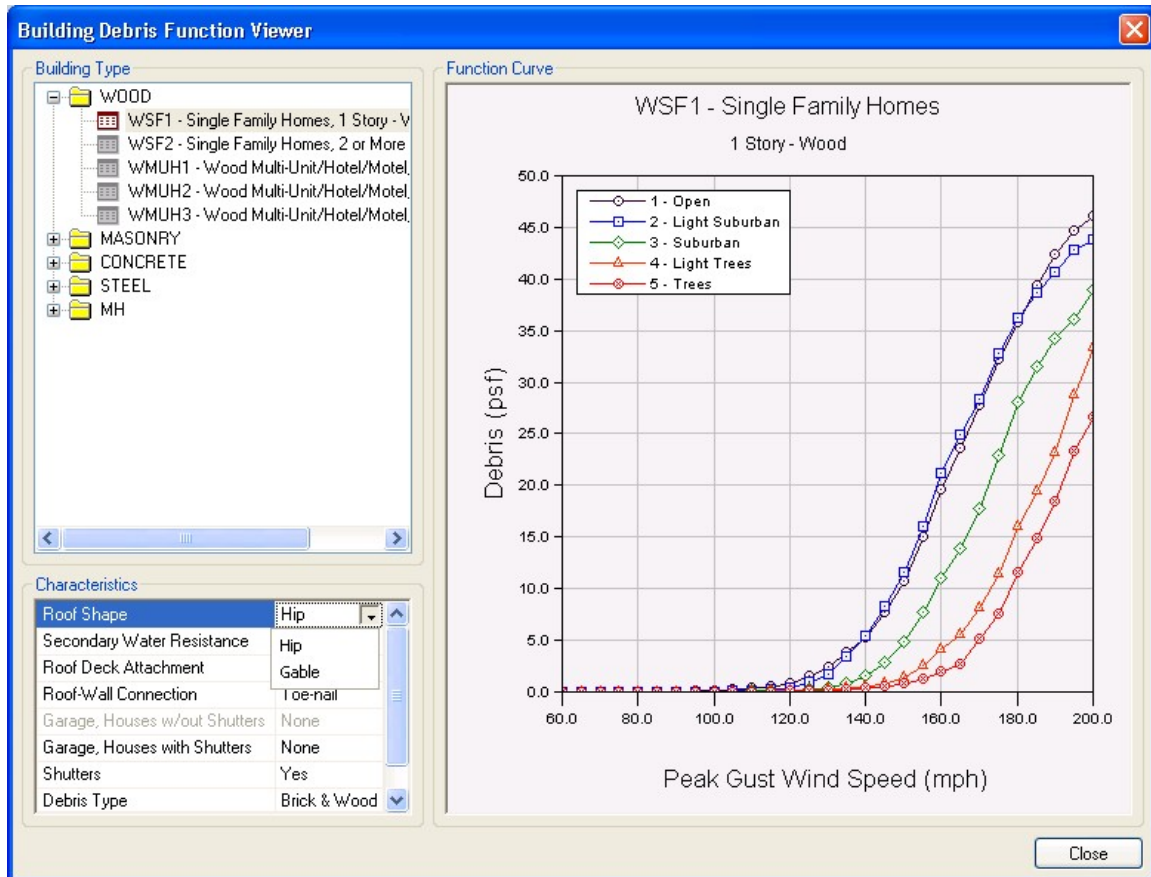 Building Debris Function Viewer
Building Type
WOOD
WSF1 - Single Family Homes, 1 Story - W
WSF2 - Single Family Homes, 2 or More
WMUH1 - Wood Multi-Unit/Hotel/Motel,
WMUH2 - Wood Multi-Unit/Hotel/Motel,
WMUH3 - Wood Multi-Unit/Hotel/Motel,
MASONRY
CONCRETE
STEEL
MH
Characteristics
Roof Shape Hip
Secondary Water Resistance Hip
Roof Deck Attachment Gable
Roof-Wall Connection Toe-nail
Garage, Houses w/out Shutters None
Garage, Houses with Shutters None
Shutters Yes
Debris Type Brick & Wood
Function Curve
WSF1 - Single Family Homes
1 Story - Wood
1 - Open
2 - Light Suburban
3 - Suburban
4 - Light Trees
5 - Trees
Debris (psf)
50.0
45.0
40.0
35.0
30.0
25.0
20.0
15.0
10.0
5.0
0.0
60.0 80.0 100.0 120.0 140.0 160.0 180.0 200.0
Peak Gust Wind Speed (mph)
Close